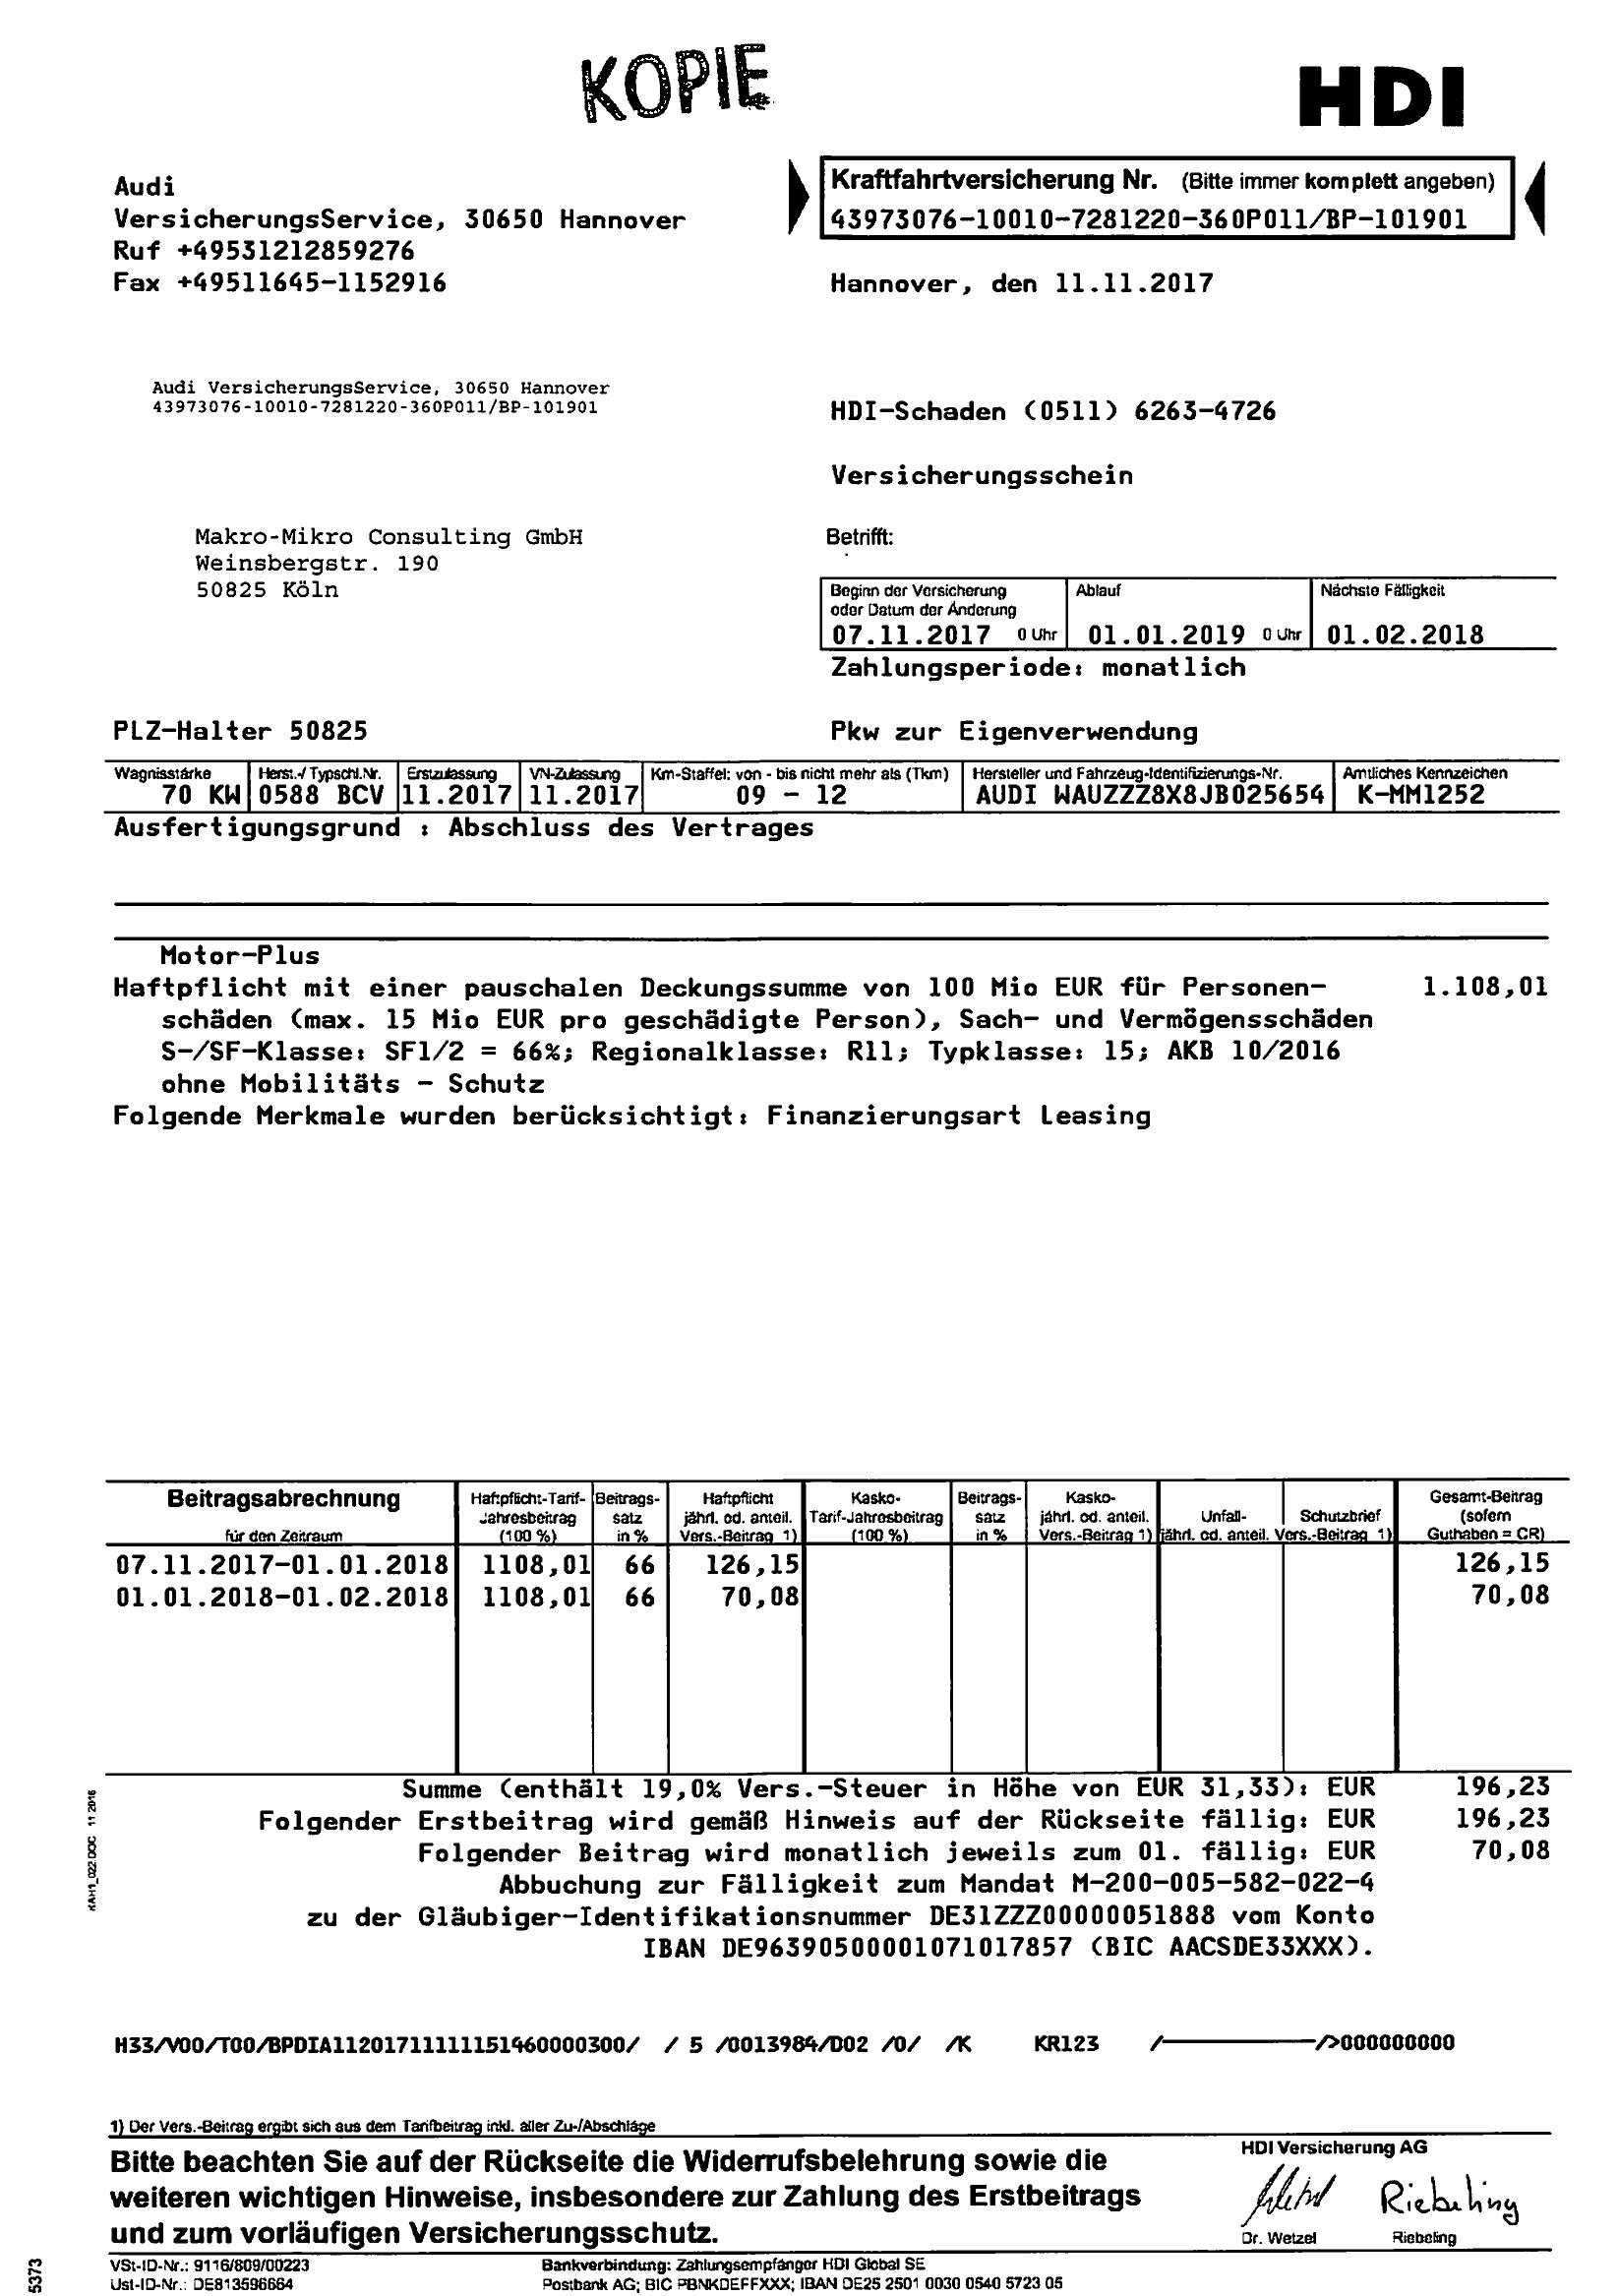 KOPIE
HDI
Audi
VersicherungsService, 30650 Hannover
Ruf +49531212859276
Fax +49511645-1152916
Kraftfahrtversicherung Nr. (Bitte immer komplett angeben)
43973076-10010-7281220-360P011/BP-101901
Hannover, den 11.11.2017
Audi VersicherungsService, 30650 Hannover
43973076-10010-7281220-360P011/BP-101901
HDI-Schaden (0511) 6263-4726
Versicherungsschein
Makro-Mikro Consulting GmbH
Weinsbergstr. 190
50825 Köln
Betrifft:
Beginn der Versicherung oder Datum der Änderung Ablauf Nächste Fälligkeit
07.11.2017 0 Uhr 01.01.2019 0 Uhr 01.02.2018
Zahlungsperiode: monatlich
PLZ-Halter 50825 Pkw zur Eigenverwendung
Wagnisstärke Herst.-/ Typschl.Nr. Erstzulassung VN-Zulassung Km-Staffel: von - bis nicht mehr als (Tkm) Hersteller und Fahrzeug-Identifizierungs-Nr. Amtliches Kennzeichen
70 KW 0588 BCV 11.2017 11.2017 09 - 12 AUDI WAUZZZ8X8JB025654 K-MM1252
Ausfertigungsgrund : Abschluss des Vertrages
Motor-Plus
Haftpflicht mit einer pauschalen Deckungssumme von 100 Mio EUR für Personen- 1.108,01
schäden (max. 15 Mio EUR pro geschädigte Person), Sach- und Vermögensschäden
S-/SF-Klasse: SF1/2 = 66%; Regionalklasse: R11; Typklasse: 15; AKB 10/2016
ohne Mobilitäts - Schutz
Folgende Merkmale wurden berücksichtigt: Finanzierungsart Leasing
Beitragsabrechnung für den Zeitraum Haftpflicht-Tarif-Jahresbeitrag (100 %) Beitrags-satz in % Haftpflicht jährl. od. anteil. Vers.-Beitrag 1) Kasko-Tarif-Jahresbeitrag (100 %) Beitrags-satz in % Kasko-jährl. od. anteil. Vers.-Beitrag 1) Unfall- Schutzbrief jährl. od. anteil. Vers.-Beitrag 1) Gesamt-Beitrag (sofern Guthaben = CR)
07.11.2017-01.01.2018 1108,01 66 126,15 126,15
01.01.2018-01.02.2018 1108,01 66 70,08 70,08
Summe (enthält 19,0% Vers.-Steuer in Höhe von EUR 31,33): EUR 196,23
Folgender Erstbeitrag wird gemäß Hinweis auf der Rückseite fällig: EUR 196,23
Folgender Beitrag wird monatlich jeweils zum 01. fällig: EUR 70,08
Abbuchung zur Fälligkeit zum Mandat M-200-005-582-022-4
zu der Gläubiger-Identifikationsnummer DE31ZZZ00000051888 vom Konto
IBAN DE96390500001071017857 (BIC AACSDE33XXX).
KAH1_022.DOC 11 2016
H33/V00/T00/BPDIA1120171111111151460000300/ / 5 /0013984/D02 /0/ /K KR123 / />000000000
1) Der Vers.-Beitrag ergibt sich aus dem Tarifbeitrag inkl. aller Zu-/Abschläge
Bitte beachten Sie auf der Rückseite die Widerrufsbelehrung sowie die
weiteren wichtigen Hinweise, insbesondere zur Zahlung des Erstbeitrags
und zum vorläufigen Versicherungsschutz.
HDI Versicherung AG
Riebeling
Dr. Wetzel Riebeling
VSt-ID-Nr.: 9116/809/00223 Bankverbindung: Zahlungsempfänger HDI Global SE
Ust-ID-Nr.: DE813596664 Postbank AG; BIC PBNKDEFFXXX; IBAN DE25 2501 0030 0540 5723 05
5373